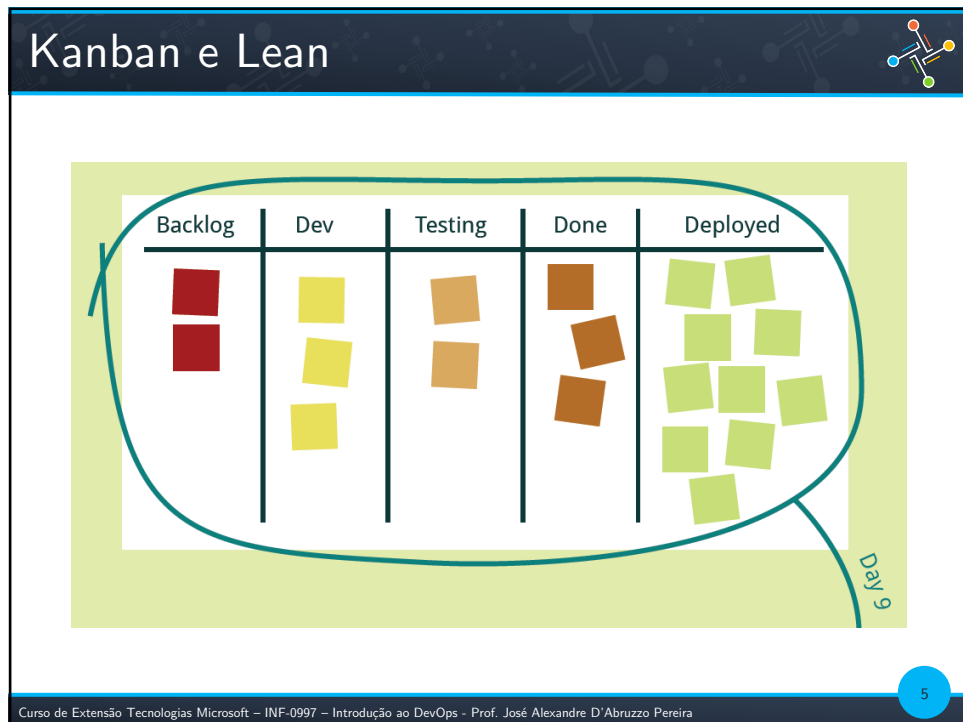 Kanban e Lean
Backlog Dev Testing Done Deployed
Day 9
5
Curso de Extensão Tecnologias Microsoft – INF-0997 – Introdução ao DevOps - Prof. José Alexandre D'Abruzzo Pereira